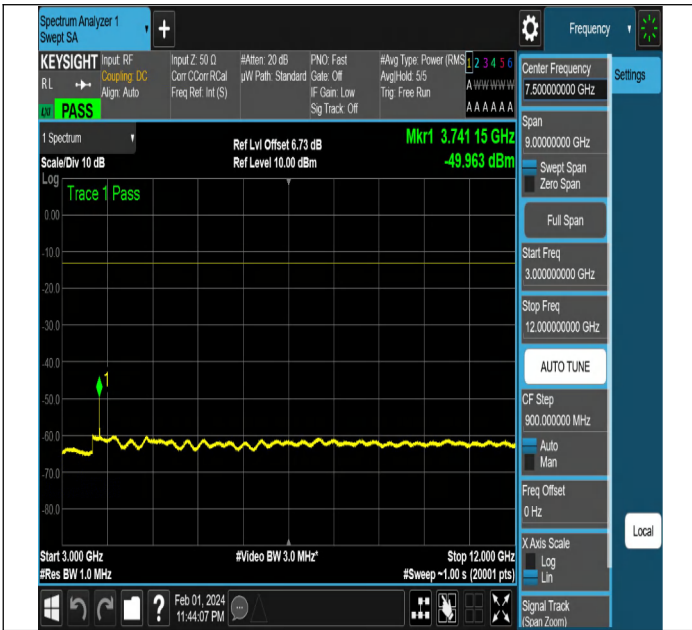 Spectrum Analyzer 1
Swept SA
Frequency
KEYSIGHT
RL
LXI
PASS
Input: RF
Coupling: DC
Align: Auto
Input Z: 50 Ω
Corr CCorr RCal
Freq Ref: Int (S)
#Atten: 20 dB
µW Path: Standard
PNO: Fast
Gate: Off
IF Gain: Low
Sig Track: Off
#Avg Type: Power (RMS
Avg|Hold: 5/5
Trig: Free Run
1 2 3 4 5 6
A W W W W W
A A A A A A
1 Spectrum
Scale/Div 10 dB
Log
Ref Lvl Offset 6.73 dB
Ref Level 10.00 dBm
Mkr1 3.741 15 GHz
-49.963 dBm
Trace 1 Pass
0.00
-10.0
-20.0
-30.0
-40.0
-50.0
-60.0
-70.0
-80.0
1
Start 3.000 GHz
#Res BW 1.0 MHz
#Video BW 3.0 MHz*
Stop 12.000 GHz
#Sweep ~1.00 s (20001 pts)
Feb 01, 2024
11:44:07 PM
Center Frequency
7.50000000 GHz
Settings
Span
9.00000000 GHz
Swept Span
Zero Span
Full Span
Start Freq
3.000000000 GHz
Stop Freq
12.000000000 GHz
AUTO TUNE
CF Step
900.000000 MHz
Auto
Man
Freq Offset
0 Hz
X Axis Scale
Log
Lin
Local
Signal Track
(Span Zoom)